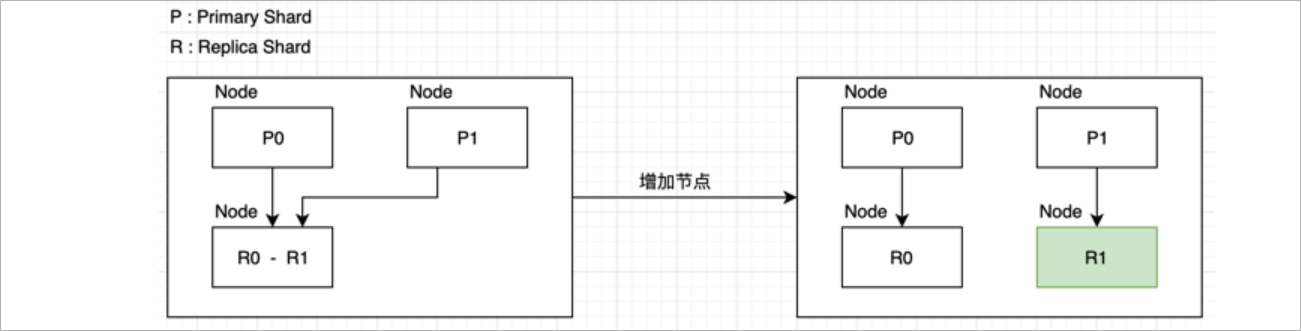 P : Primary Shard
R : Replica Shard
Node
Node
P0
P1
Node
R0 - R1
增加节点
Node
Node
P0
P1
Node
Node
R0
R1